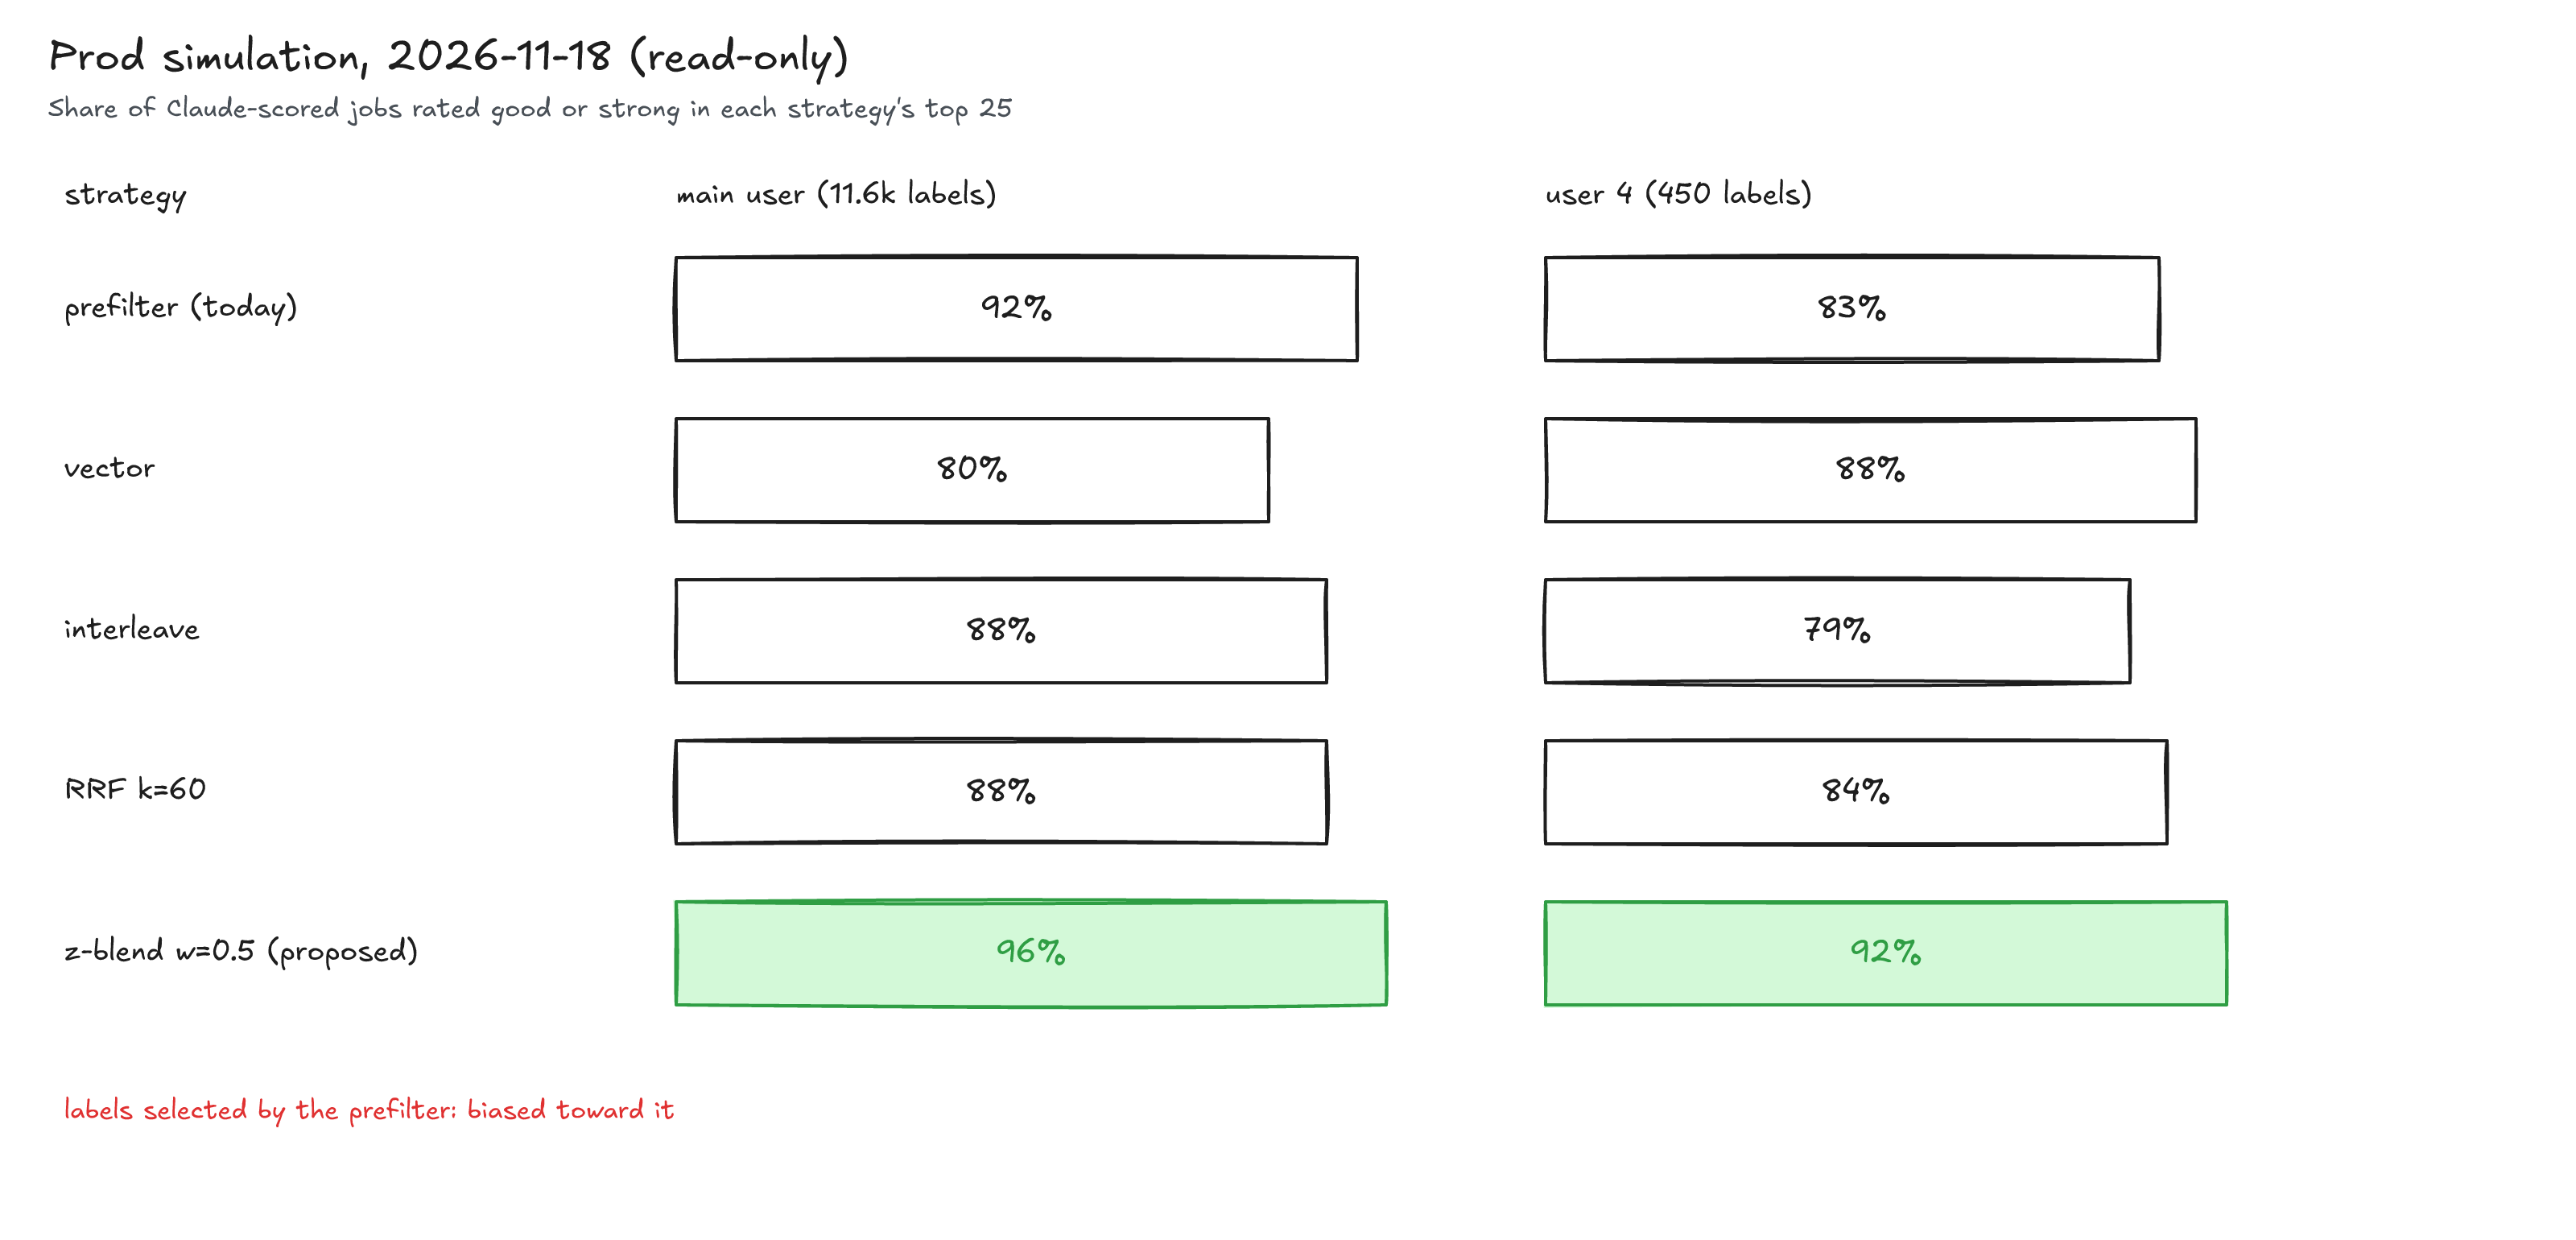 Prod simulation, 2026-11-18 (read-only)
Share of Claude-scored jobs rated good or strong in each strategy's top 25
strategy main user (11.6k labels) user 4 (450 labels)
prefilter (today) 92% 83%
vector 80% 88%
interleave 88% 79%
RRF k=60 88% 84%
z-blend w=0.5 (proposed) 96% 92%
labels selected by the prefilter: biased toward it